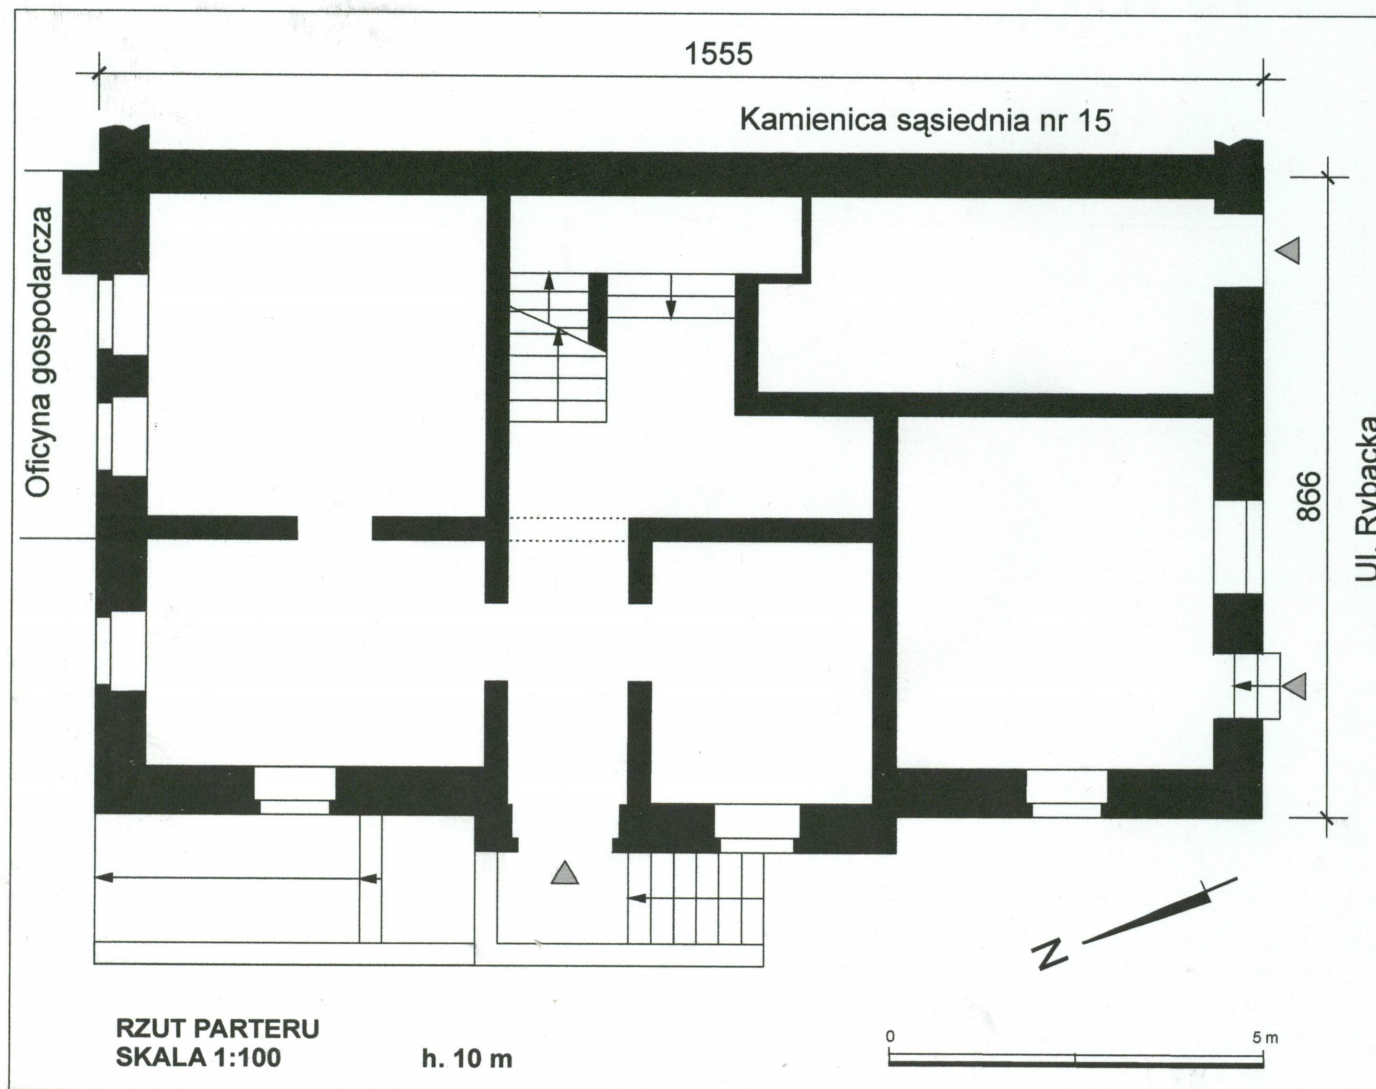 1555
Kamienica sąsiednia nr 15
Oficyna gospodarcza
866
Ul. Rybacka
N
RZUT PARTERU
SKALA 1:100
h. 10 m
0
5 m